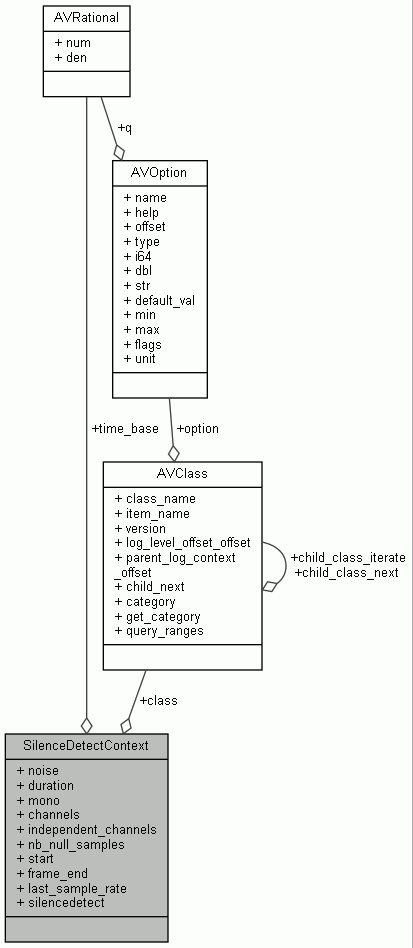 AVRational
+ num
+ den
+q
AVOption
+ name
+ help
+ offset
+ type
+ i64
+ dbl
+ str
+ default_val
+ min
+ max
+ flags
+ unit
+time_base
+option
AVClass
+ class_name
+ item_name
+ version
+ log_level_offset_offset
+ parent_log_context
_offset
+ child_next
+ category
+ get_category
+ query_ranges
+child_class_iterate
+child_class_next
+class
SilenceDetectContext
+ noise
+ duration
+ mono
+ channels
+ independent_channels
+ nb_null_samples
+ start
+ frame_end
+ last_sample_rate
+ silencedetect